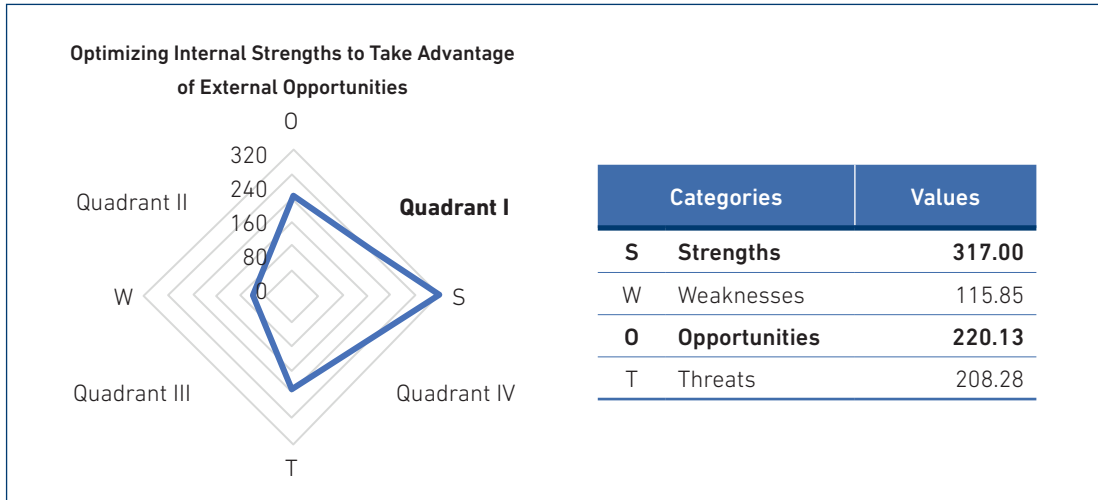 Optimizing Internal Strengths to Take Advantage
of External Opportunities
O
320
240
160
80
0
Quadrant II
Quadrant I
W
S
Quadrant III
Quadrant IV
T
Categories Values
S Strengths 317.00
W Weaknesses 115.85
O Opportunities 220.13
T Threats 208.28